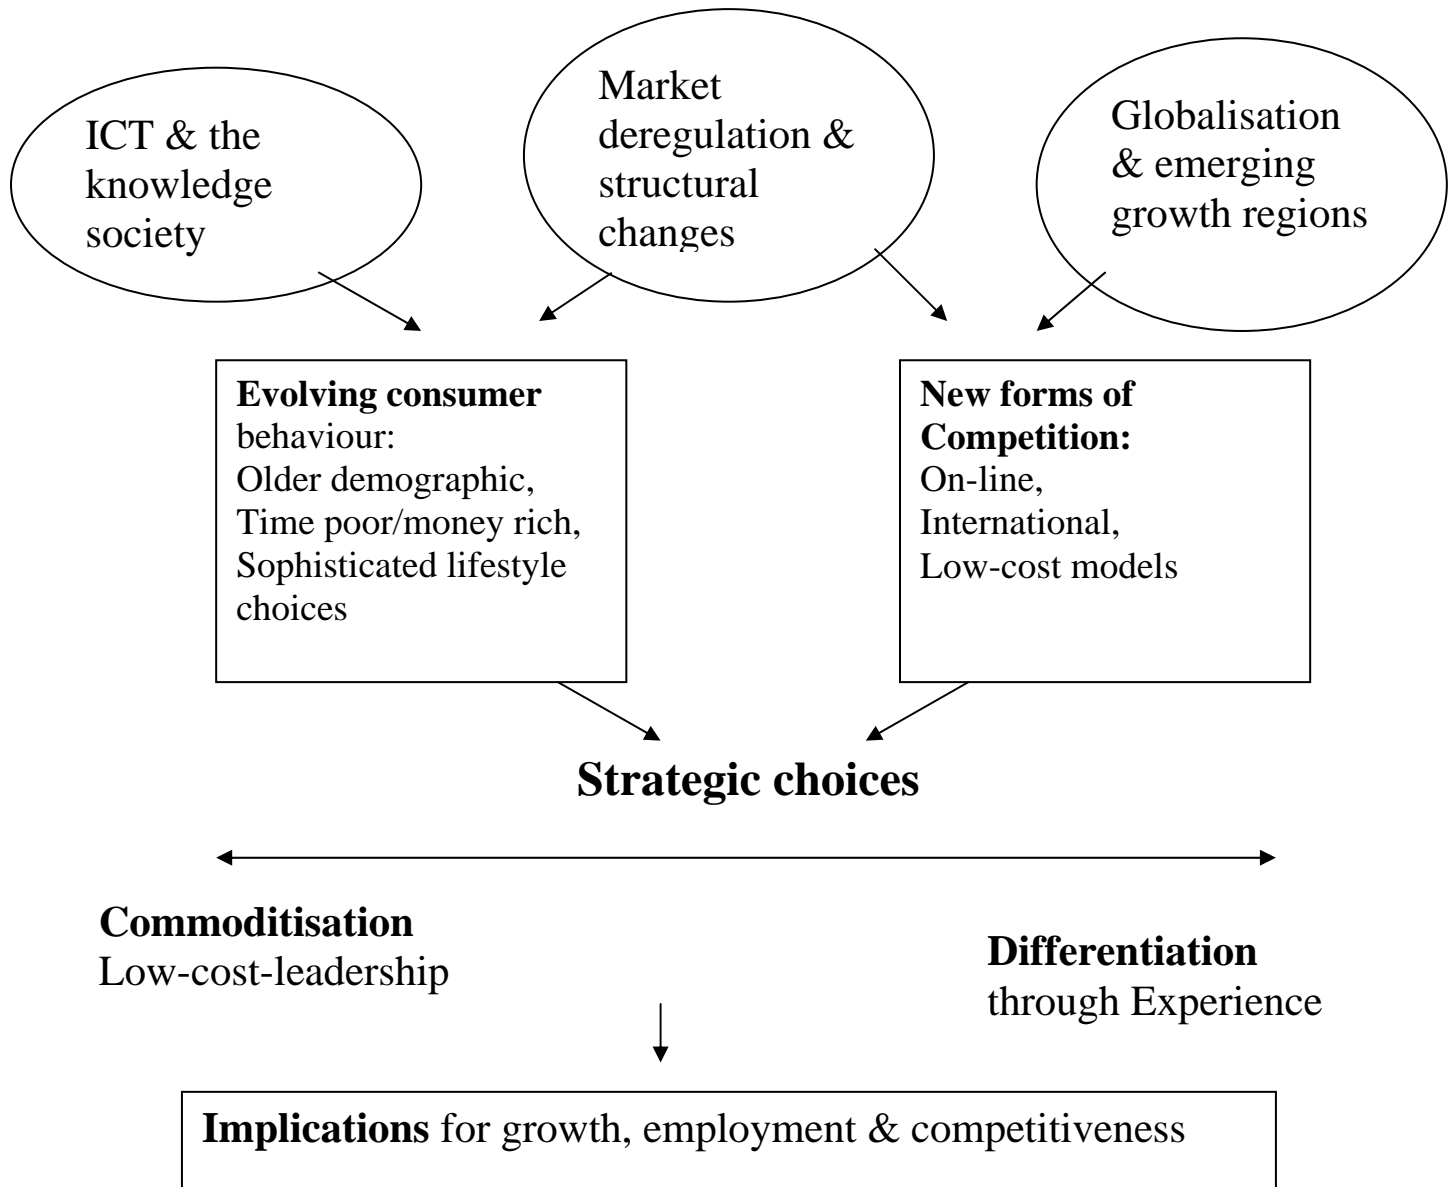 ICT & the
knowledge
society
Market
deregulation &
structural
changes
Globalisation
& emerging
growth regions
Evolving consumer
behaviour:
Older demographic,
Time poor/money rich,
Sophisticated lifestyle
choices
New forms of
Competition:
On-line,
International,
Low-cost models
Strategic choices
Commoditisation
Low-cost-leadership
Differentiation
through Experience
Implications for growth, employment & competitiveness